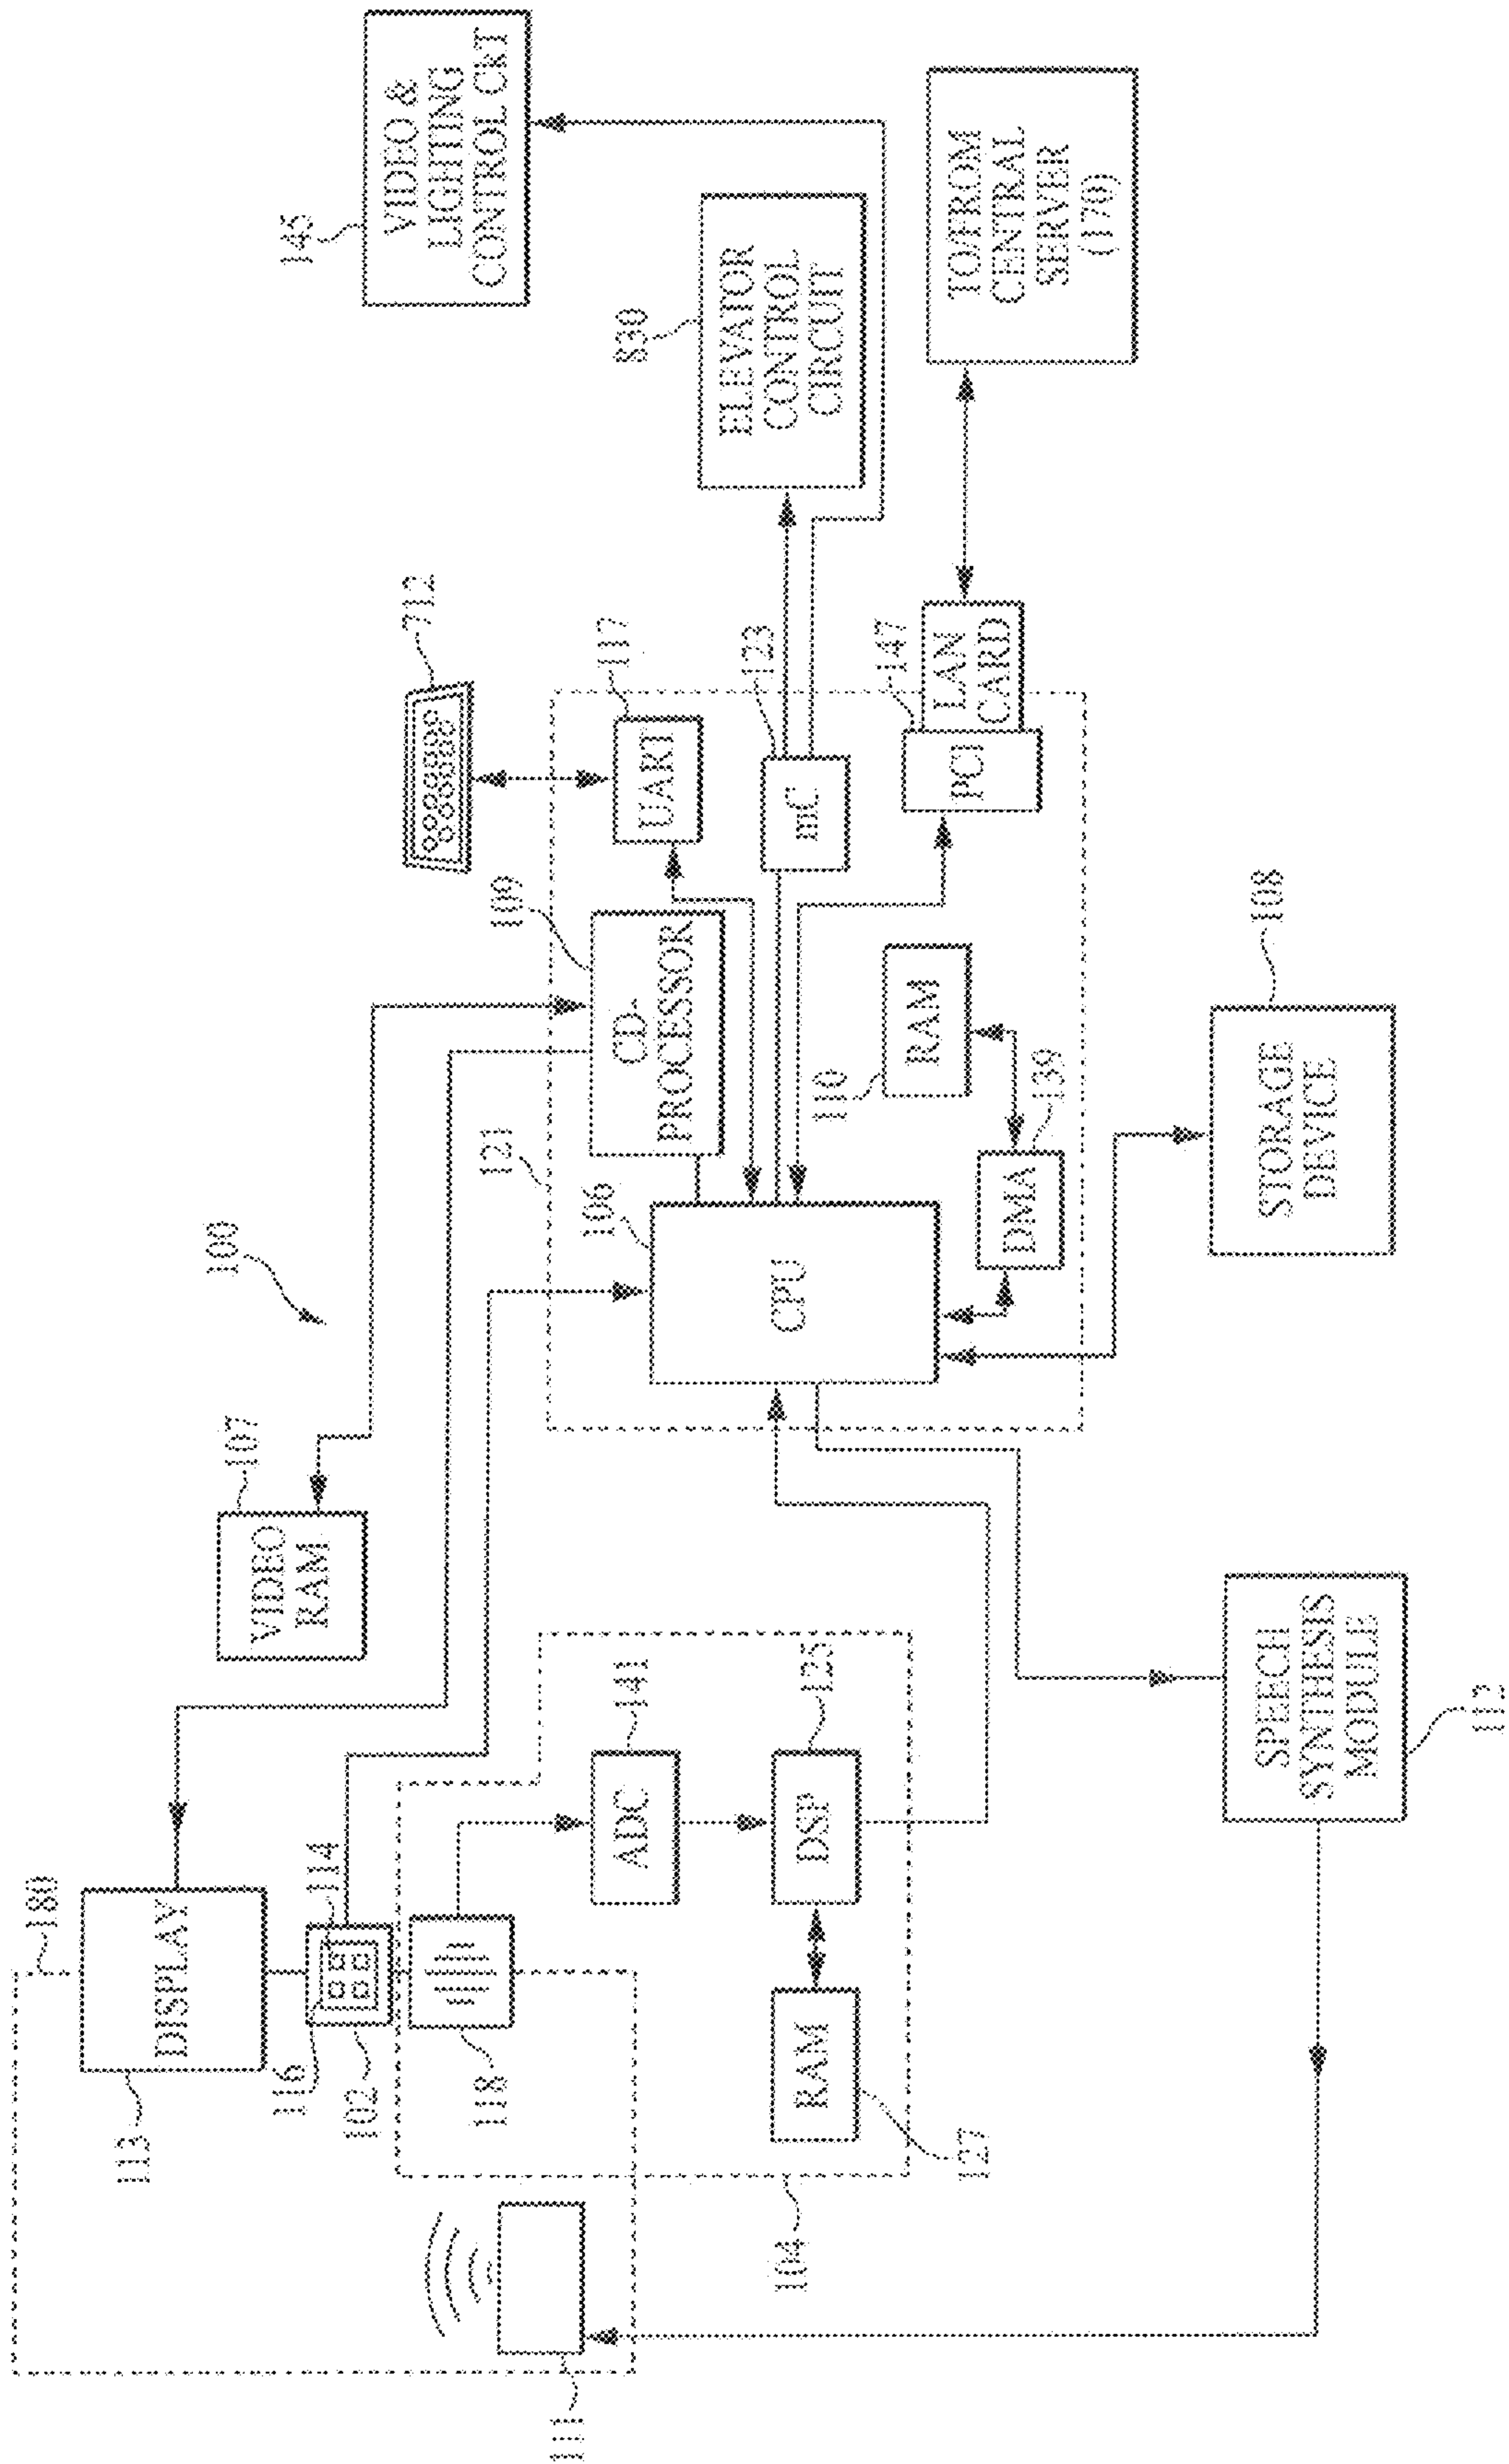 100
180
DISPLAY
113
116
114
102
118
111
104
ADC
141
DSP
125
RAM
127
VIDEO
RAM
107
SPEECH
SYNTHESIS
MODULE
112
121
CPU
106
CD-
PROCESSOR
109
UART
117
712
mC
123
PCI
LAN
CARD
147
RAM
110
DMA
139
STORAGE
DEVICE
108
VIDEO &
LIGHTING
CONTROL CKT
145
ELEVATOR
CONTROL
CIRCUIT
830
TO/FROM
CENTRAL
SERVER
(170)